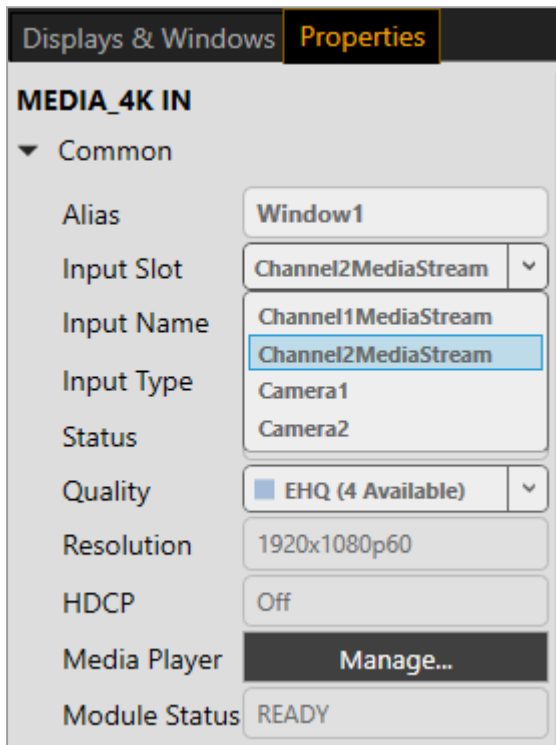 Displays & Windows Properties
MEDIA_4K IN
Common
Alias Window1
Input Slot Channel2MediaStream
Input Name Channel1MediaStream
Channel2MediaStream
Input Type Camera1
Status Camera2
Quality EHQ (4 Available)
Resolution 1920x1080p60
HDCP Off
Media Player Manage...
Module Status READY